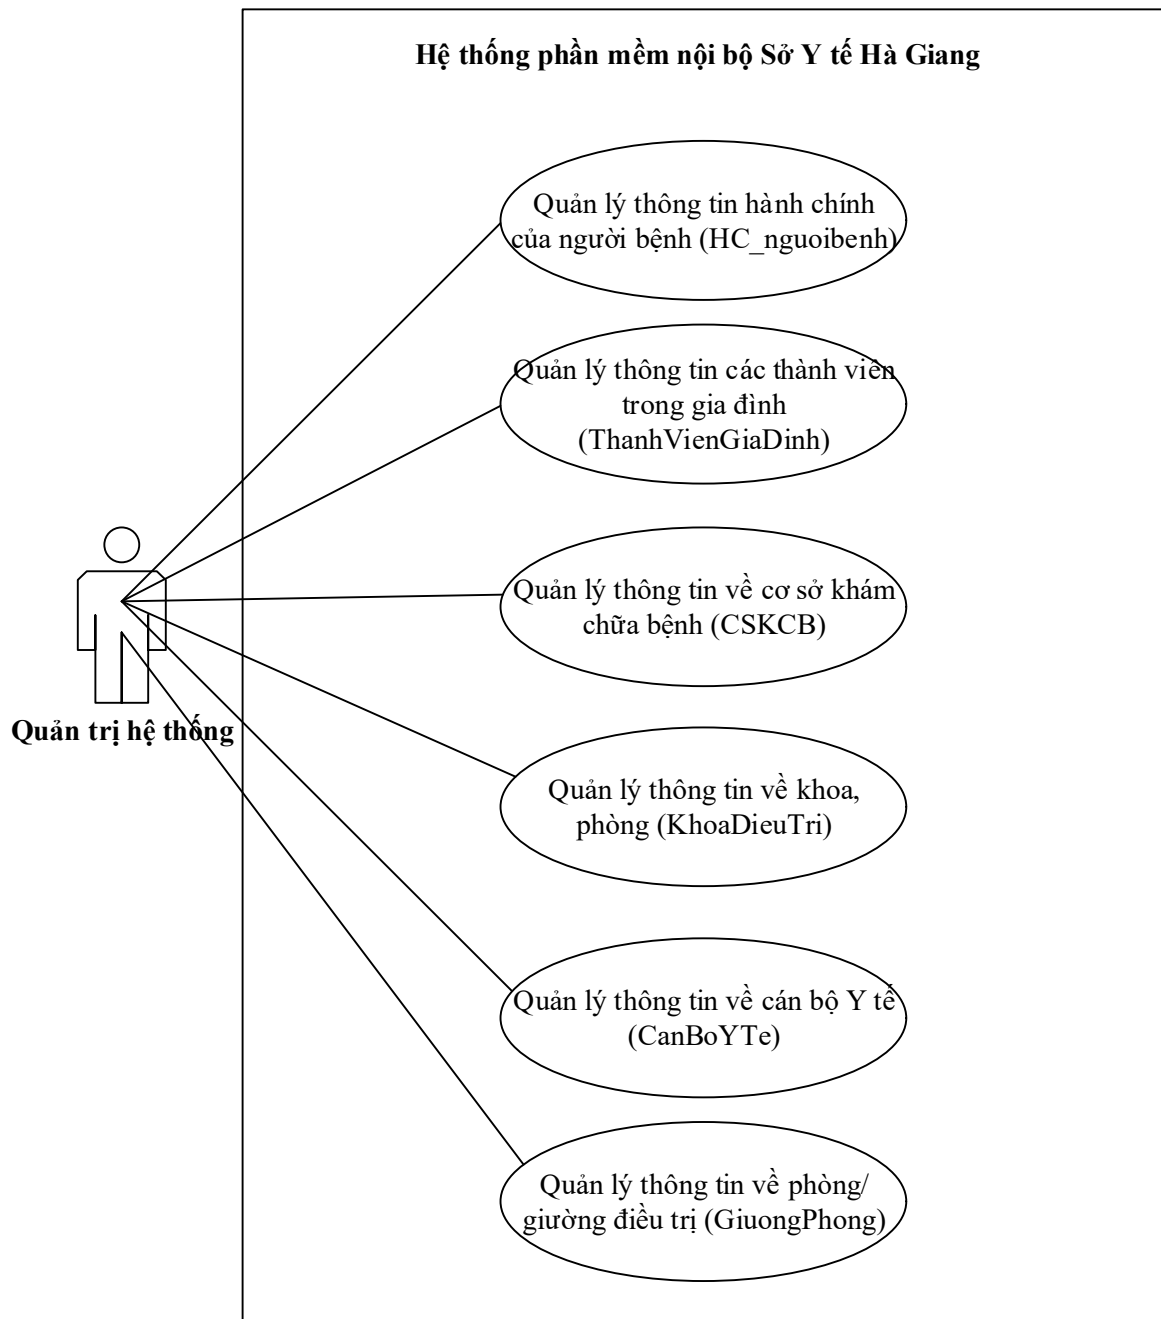 Hệ thống phần mềm nội bộ Sở Y tế Hà Giang
Quản lý thông tin hành chính
của người bệnh (HC_nguoibenh)
Quản lý thông tin các thành viên
trong gia đình
(ThanhVienGiaDinh)
Quản lý thông tin về cơ sở khám
chữa bệnh (CSKCB)
Quản trị hệ thống
Quản lý thông tin về khoa,
phòng (KhoaDieuTri)
Quản lý thông tin về cán bộ Y tế
(CanBoYTe)
Quản lý thông tin về phòng/
giường điều trị (GiuongPhong)